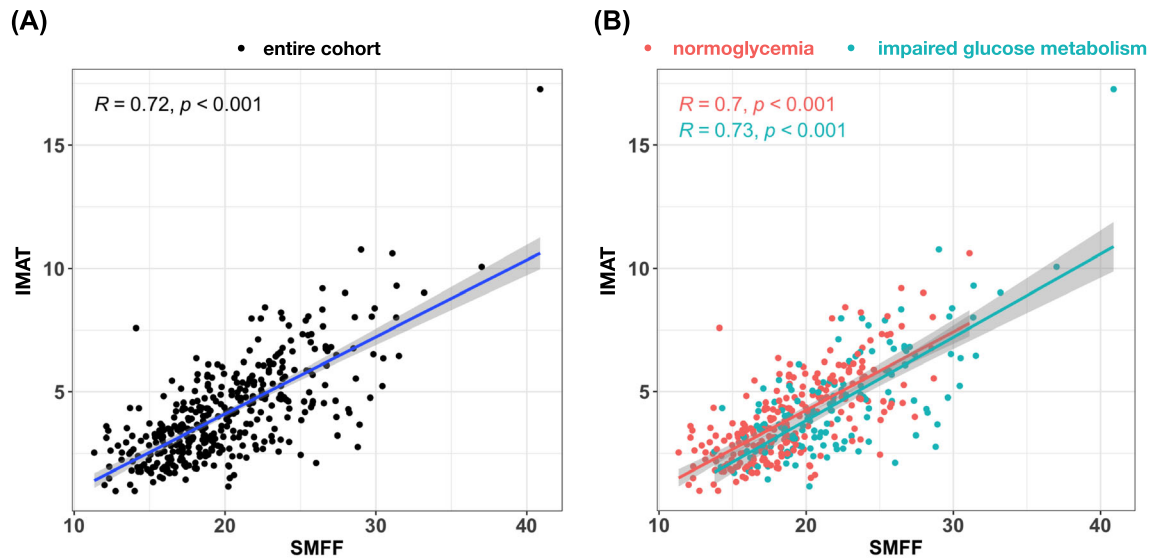 (A)
entire cohort
R = 0.72, p < 0.001
15
10
5
IMAT
10 20 30 40
SMFF
(B)
normoglycemia impaired glucose metabolism
R = 0.7, p < 0.001
R = 0.73, p < 0.001
15
10
5
IMAT
10 20 30 40
SMFF